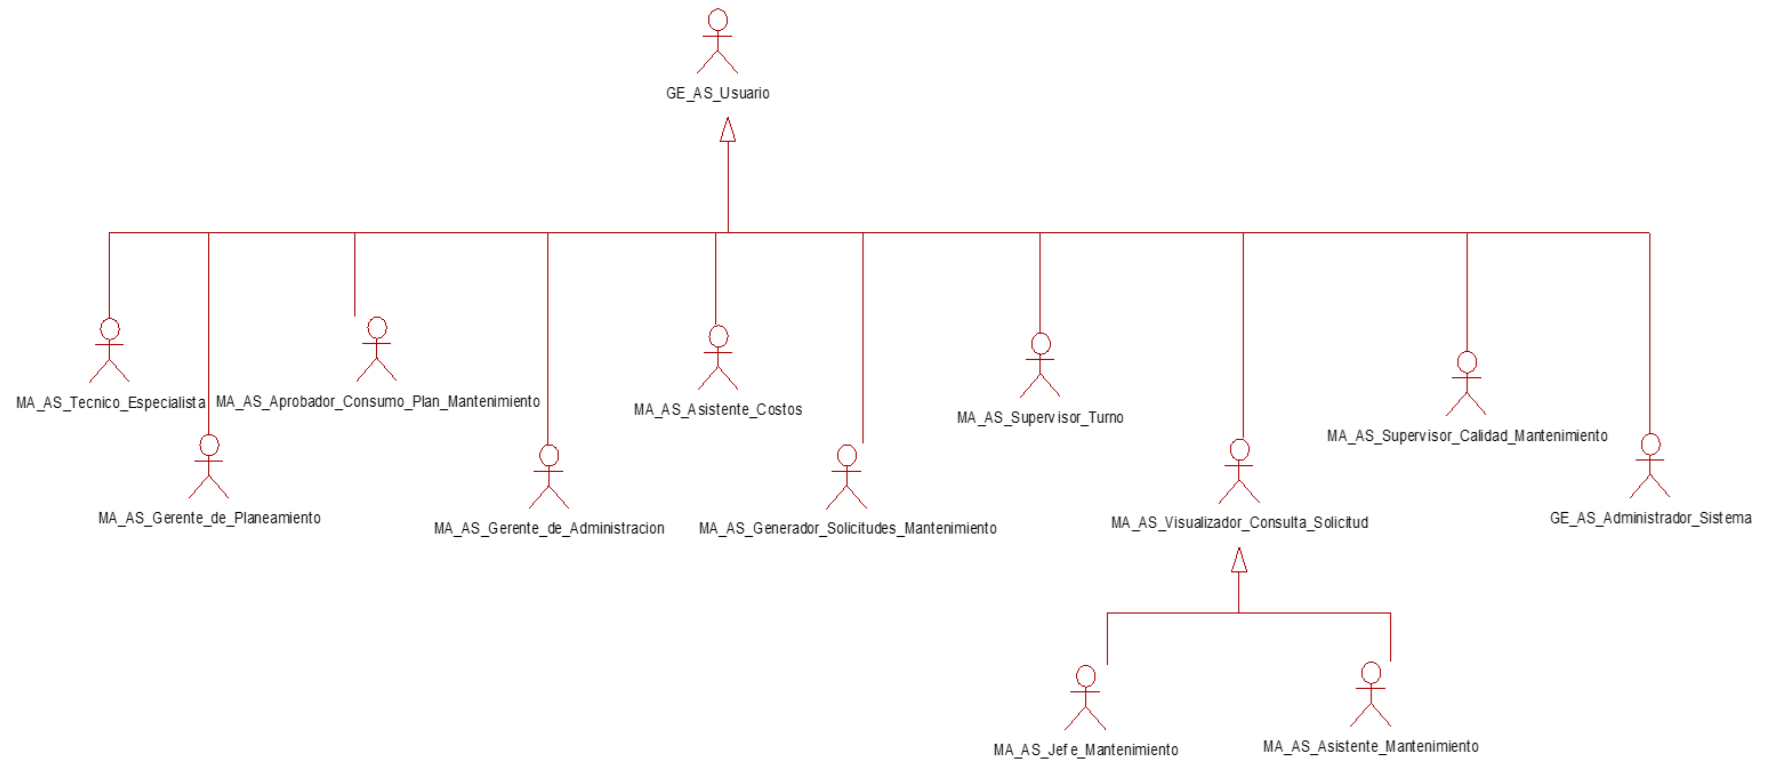 GE_AS_Usuario
MA_AS_Tecnico_Especialista
MA_AS_Aprobador_Consumo_Plan_Mantenimiento
MA_AS_Asistente_Costos
MA_AS_Supervisor_Turno
MA_AS_Supervisor_Calidad_Mantenimiento
MA_AS_Gerente_de_Planeamiento
MA_AS_Gerente_de_Administracion
MA_AS_Generador_Solicitudes_Mantenimiento
MA_AS_Visualizador_Consulta_Solicitud
GE_AS_Administrador_Sistema
MA_AS_Jefe_Mantenimiento
MA_AS_Asistente_Mantenimiento